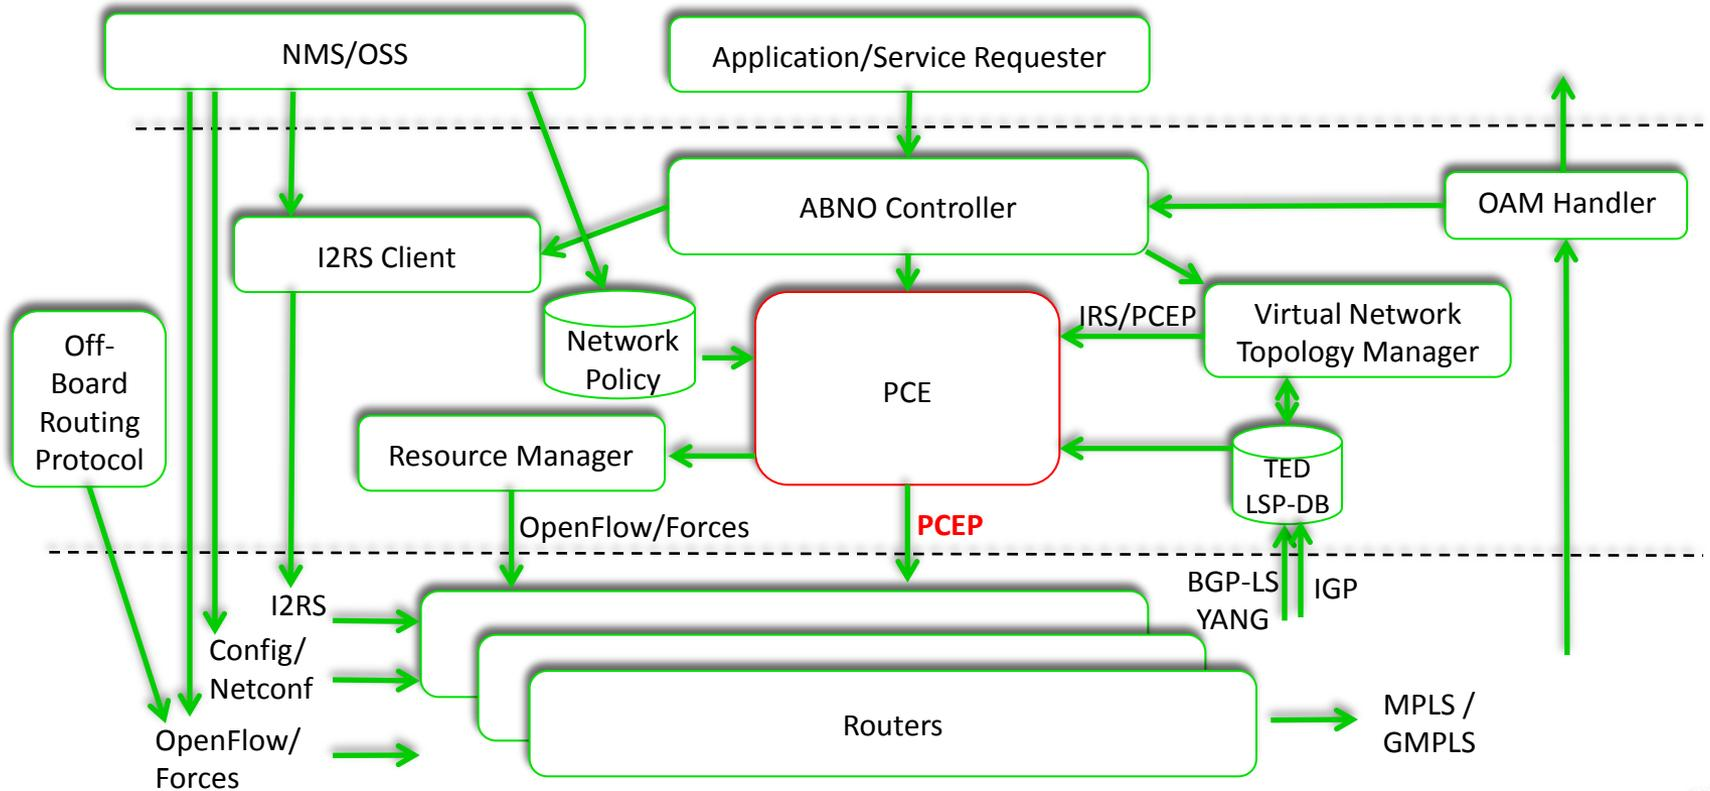 NMS/OSS
Application/Service Requester
ABNO Controller
OAM Handler
I2RS Client
Off-
Board
Routing
Protocol
Network
Policy
PCE
IRS/PCEP
Virtual Network
Topology Manager
Resource Manager
TED
LSP-DB
OpenFlow/Forces
PCEP
I2RS
BGP-LS
YANG
IGP
Config/
Netconf
Routers
MPLS /
GMPLS
OpenFlow/
Forces